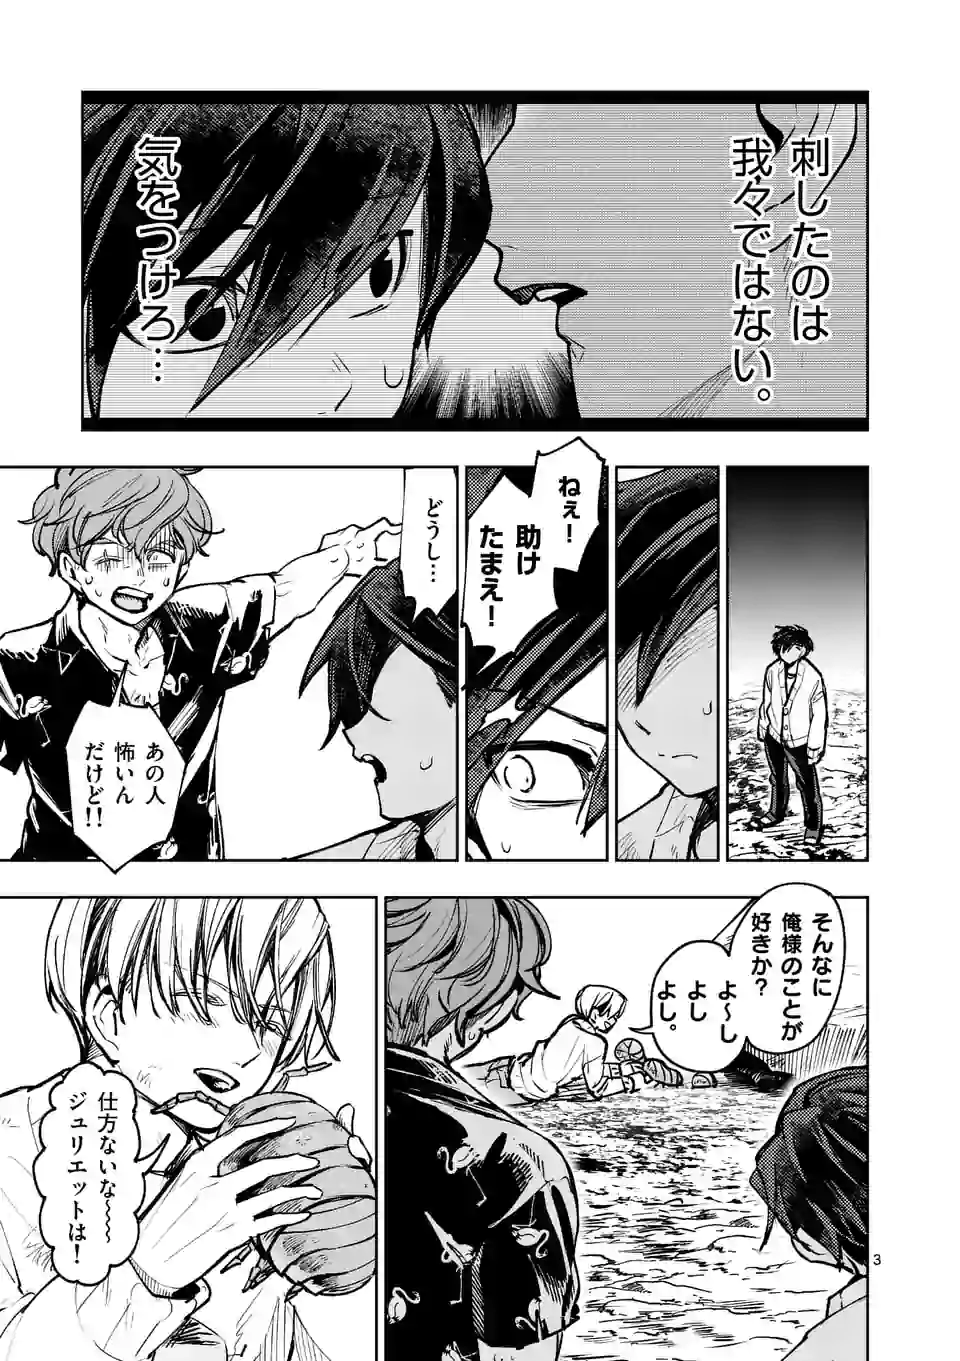 刺したのは
我々ではない。
気をつけろ…
ねぇ！
助け
たまえ！
どうし…
あの人
怖いん
だけど!!
そんなに
俺様のことが
好きか？
よ〜し
よし
よし。
仕方ないな〜〜〜
ジュリエットは！
3